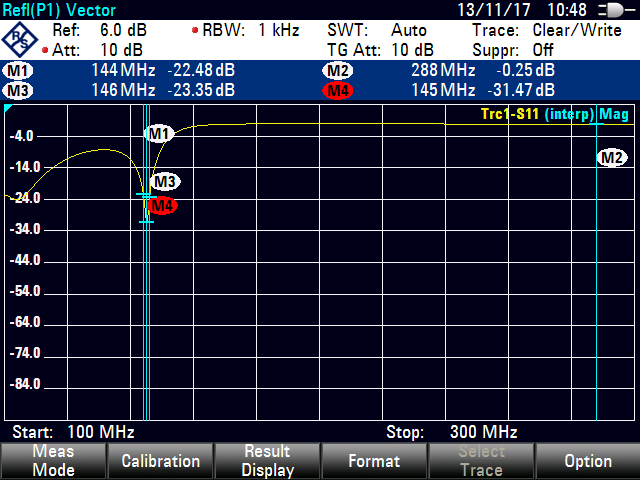 Refl(P1) Vector 13/11/17 10:48
Ref: 6.0 dB RBW: 1 kHz SWT: Auto Trace: Clear/Write
Att: 10 dB TG Att: 10 dB Suppr: Off
M1 144 MHz -22.48 dB M2 288 MHz -0.25 dB
M3 146 MHz -23.35 dB M4 145 MHz -31.47 dB
Trc1-S11 (interp) Mag
M1
-4.0
M2
-14.0
M3
-24.0
M4
-34.0
-44.0
-54.0
-64.0
-74.0
-84.0
Start: 100 MHz Stop: 300 MHz
Meas Mode Calibration Result Display Format Select Trace Option